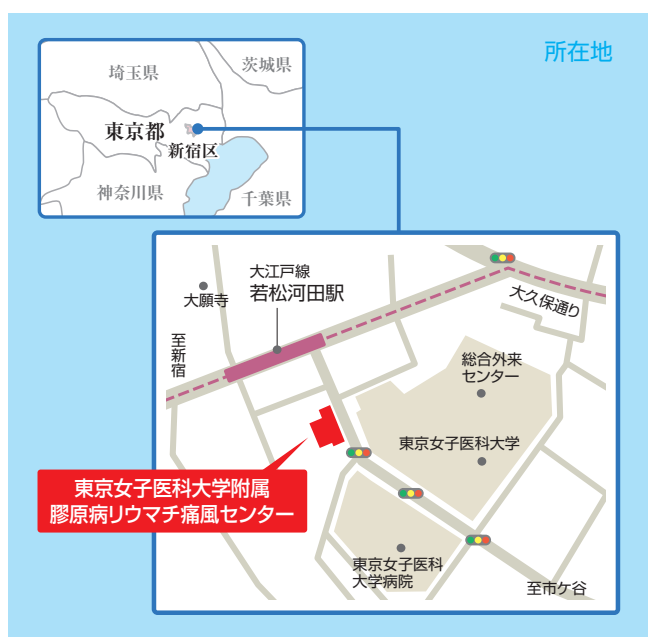 所在地
埼玉県
茨城県
東京都
新宿区
神奈川県
千葉県
大江戸線
若松河田駅
大願寺
大久保通り
至新宿
総合外来
センター
東京女子医科大学
東京女子医科大学附属
膠原病リウマチ痛風センター
東京女子医科
大学病院
至市ケ谷